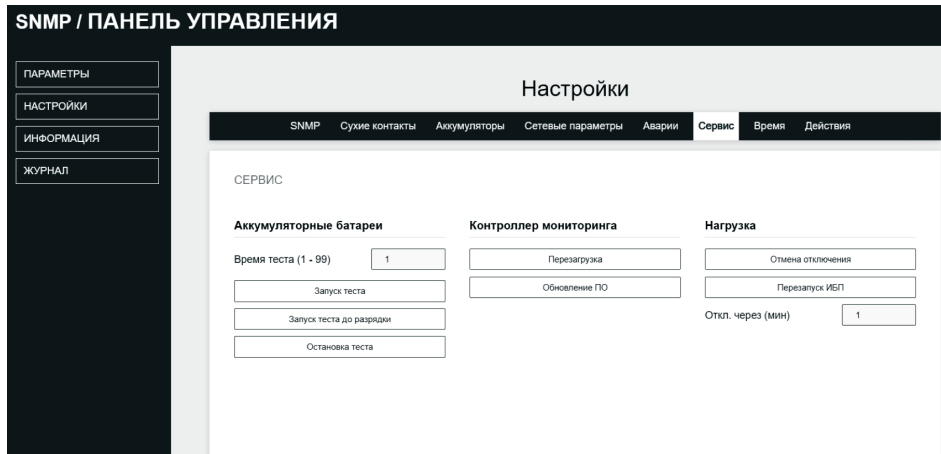 SNMP / ПАНЕЛЬ УПРАВЛЕНИЯ
ПАРАМЕТРЫ
НАСТРОЙКИ
ИНФОРМАЦИЯ
ЖУРНАЛ
Настройки
SNMP Сухие контакты Аккумуляторы Сетевые параметры Аварии Сервис Время Действия
СЕРВИС
Аккумуляторные батареи
Время теста (1 - 99) 1
Запуск теста
Запуск теста до разрядки
Остановка теста
Контроллер мониторинга
Перезагрузка
Обновление ПО
Нагрузка
Отмена отключения
Перезапуск ИБП
Откл. через (мин) 1